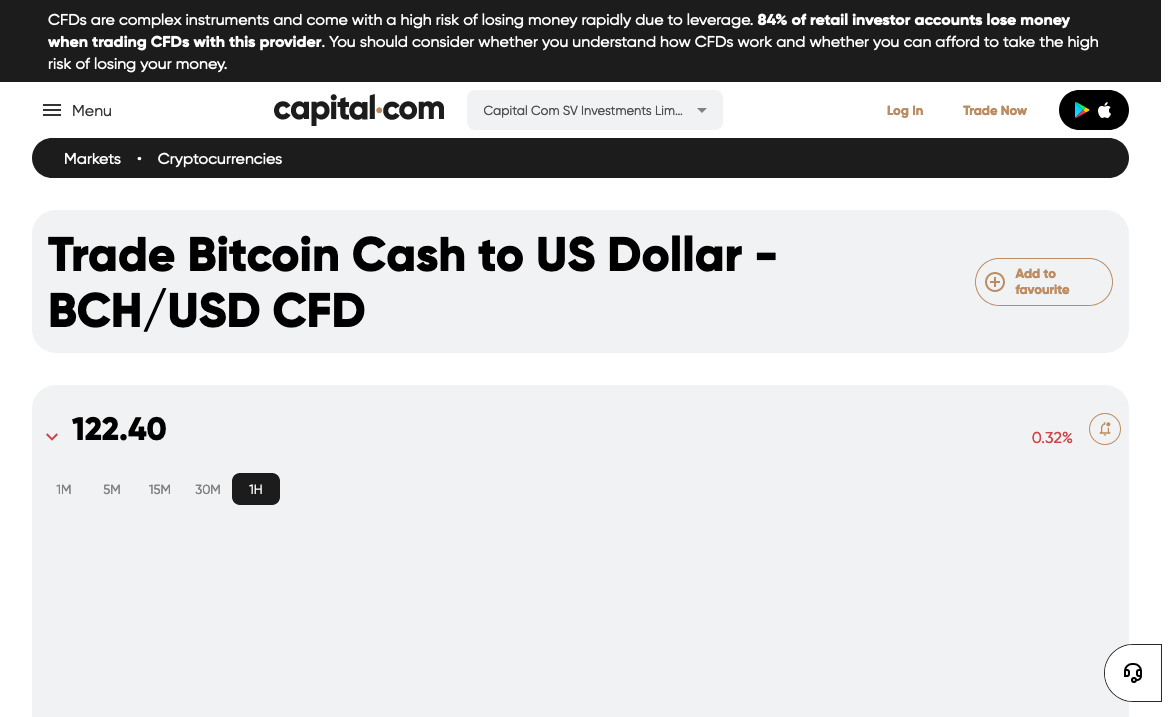 CFDs are complex instruments and come with a high risk of losing money rapidly due to leverage. 84% of retail investor accounts lose money
when trading CFDs with this provider. You should consider whether you understand how CFDs work and whether you can afford to take the high
risk of losing your money.
Menu
capital.com
Capital Com SV Investments Lim...
Log In
Trade Now
Markets • Cryptocurrencies
Trade Bitcoin Cash to US Dollar -
BCH/USD CFD
Add to
favourite
122.40
0.32%
1M 5M 15M 30M 1H